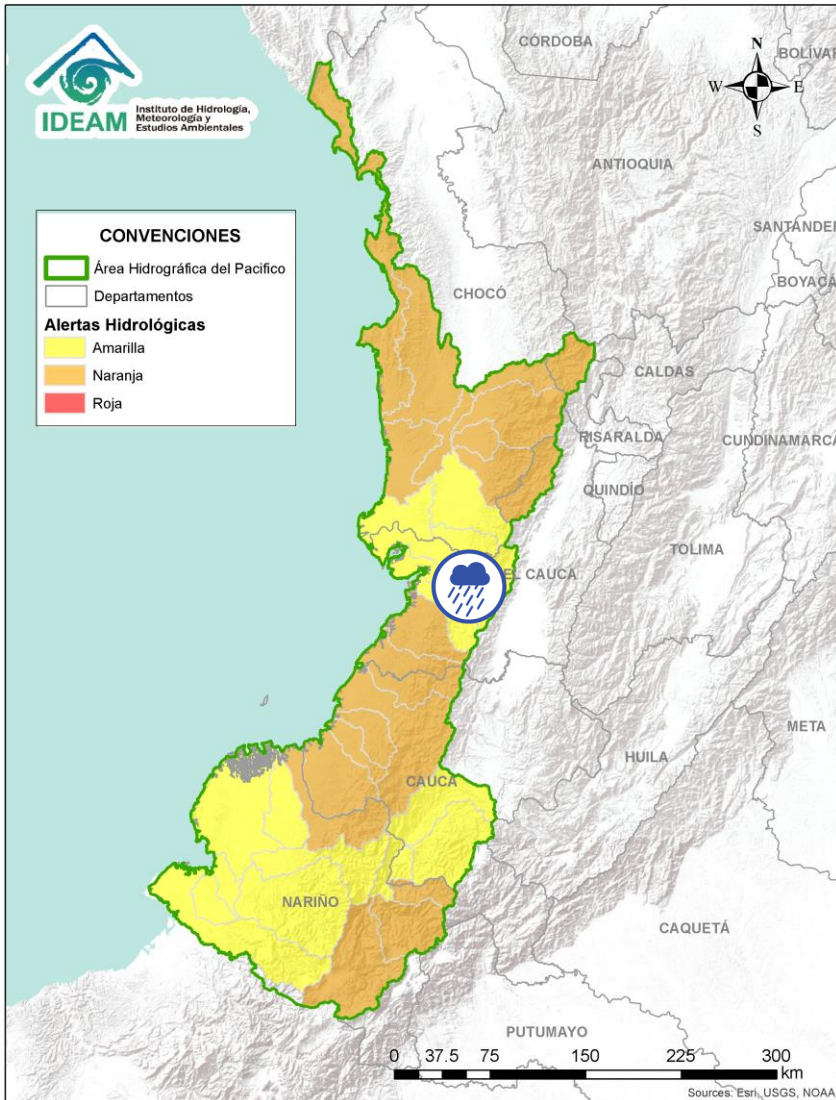 CÓRDOBA
BOLÍVAR
N
W
E
S
IDEAM
Instituto de Hidrología,
Meteorología y
Estudios Ambientales
ANTIOQUIA
SANTANDER
CONVENCIONES
Área Hidrográfica del Pacifico
Departamentos
Alertas Hidrológicas
Amarilla
Naranja
Roja
BOYACÁ
CHOCÓ
CALDAS
RISARALDA
CUNDINAMARCA
QUINDÍO
TOLIMA
EL CAUCA
META
HUILA
CAUCA
NARIÑO
CAQUETÁ
PUTUMAYO
0 37.5 75 150 225 300
km
Sources: Esri, USGS, NOAA